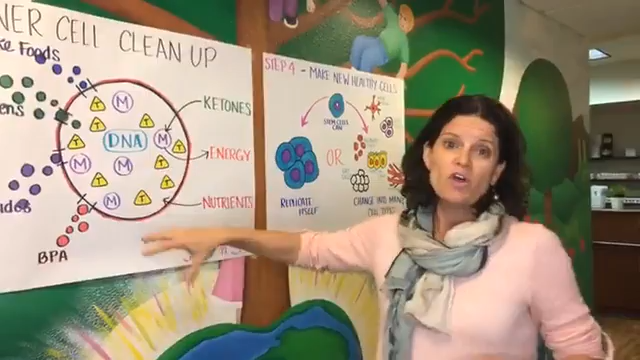 NER CELL CLEAN UP
ke Foods
KETONES
M
T
DNA
ENERGY
NUTRIENTS
BPA
STEP 4 - MAKE NEW HEALTHY CELLS
STEM CELLS
CAN
OR
REPLICATE
ITSELF
CHANGE INTO MANY
CELL TYPES